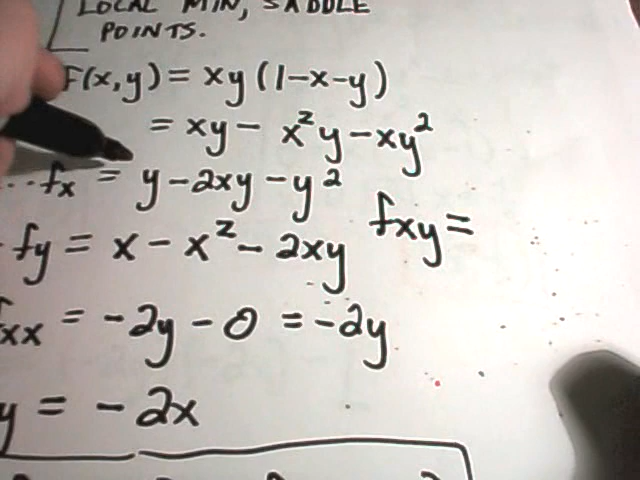 LOCAL MIN, SADDLE
POINTS.
F(x,y) = xy(1-x-y)
= xy - x²y - xy²
..fx = y - 2xy - y²
fxy =
fy = x - x² - 2xy
fxx = -2y - 0 = -2y
y = -2x